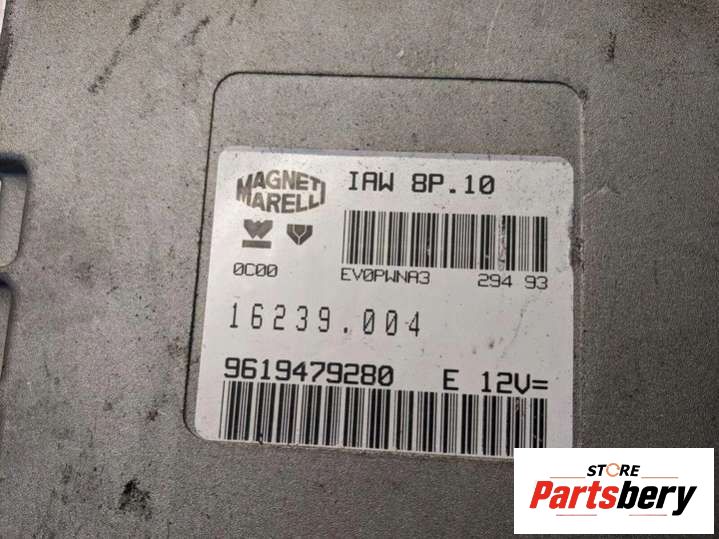 MAGNETI
MARELLI
IAW 8P.10
0C00
EV0PWNA3 294 93
16239.004
9619479280 E 12V=
STORE
Partsbery